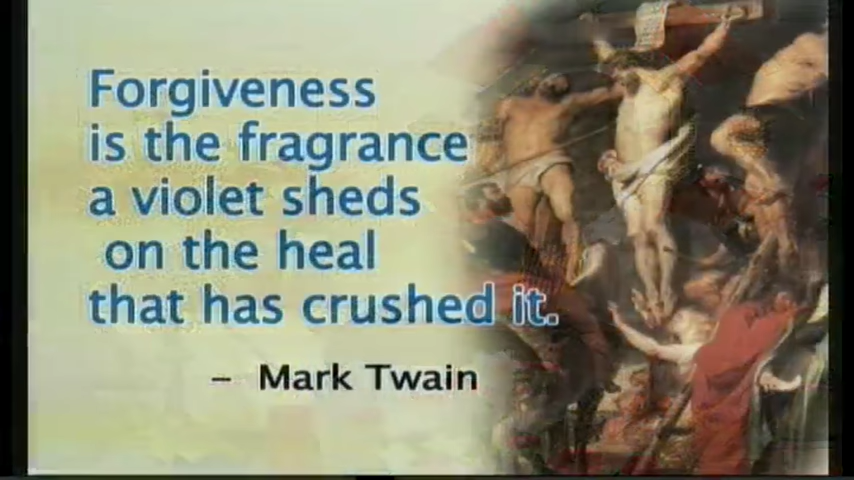 Forgiveness
is the fragrance
a violet sheds
on the heal
that has crushed it.
– Mark Twain